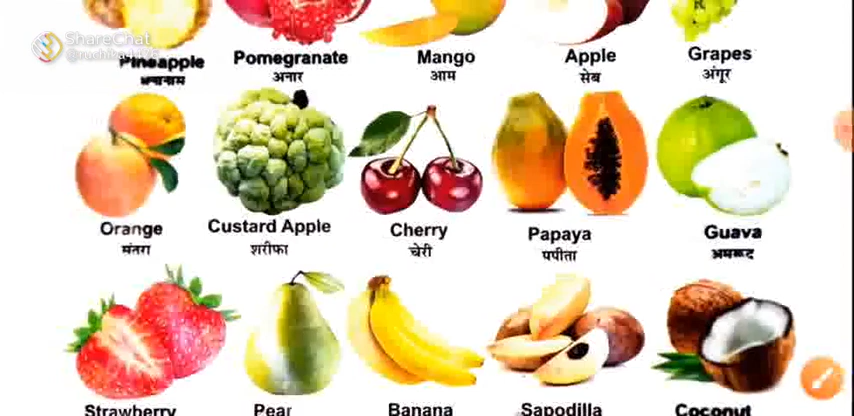 ShareChat
Pineapple Pomegranate Mango Apple Grapes
अनानास अनार आम सेब अंगूर
Orange Custard Apple Cherry Papaya Guava
संतरा शरीफा चेरी पपीता अमरूद
Strawberry Pear Banana Sapodilla Coconut